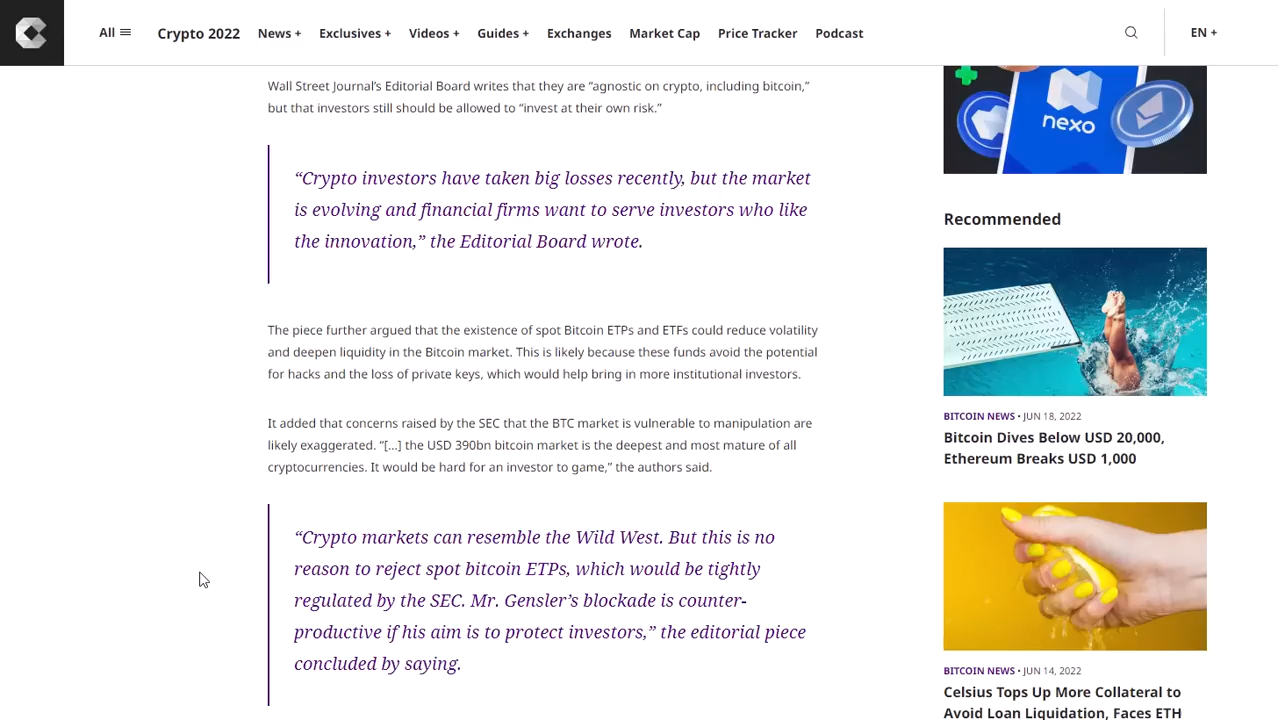 All
Crypto 2022
News +
Exclusives +
Videos +
Guides +
Exchanges
Market Cap
Price Tracker
Podcast
EN +
Wall Street Journal's Editorial Board writes that they are “agnostic on crypto, including bitcoin,”
but that investors still should be allowed to “invest at their own risk.”
“Crypto investors have taken big losses recently, but the market
is evolving and financial firms want to serve investors who like
the innovation,” the Editorial Board wrote.
The piece further argued that the existence of spot Bitcoin ETPs and ETFs could reduce volatility
and deepen liquidity in the Bitcoin market. This is likely because these funds avoid the potential
for hacks and the loss of private keys, which would help bring in more institutional investors.
It added that concerns raised by the SEC that the BTC market is vulnerable to manipulation are
likely exaggerated. “[…] the USD 390bn bitcoin market is the deepest and most mature of all
cryptocurrencies. It would be hard for an investor to game,” the authors said.
“Crypto markets can resemble the Wild West. But this is no
reason to reject spot bitcoin ETPs, which would be tightly
regulated by the SEC. Mr. Gensler’s blockade is counter-
productive if his aim is to protect investors,” the editorial piece
concluded by saying.
nexo
Recommended
BITCOIN NEWS • JUN 18, 2022
Bitcoin Dives Below USD 20,000,
Ethereum Breaks USD 1,000
BITCOIN NEWS • JUN 14, 2022
Celsius Tops Up More Collateral to
Avoid Loan Liquidation, Faces ETH